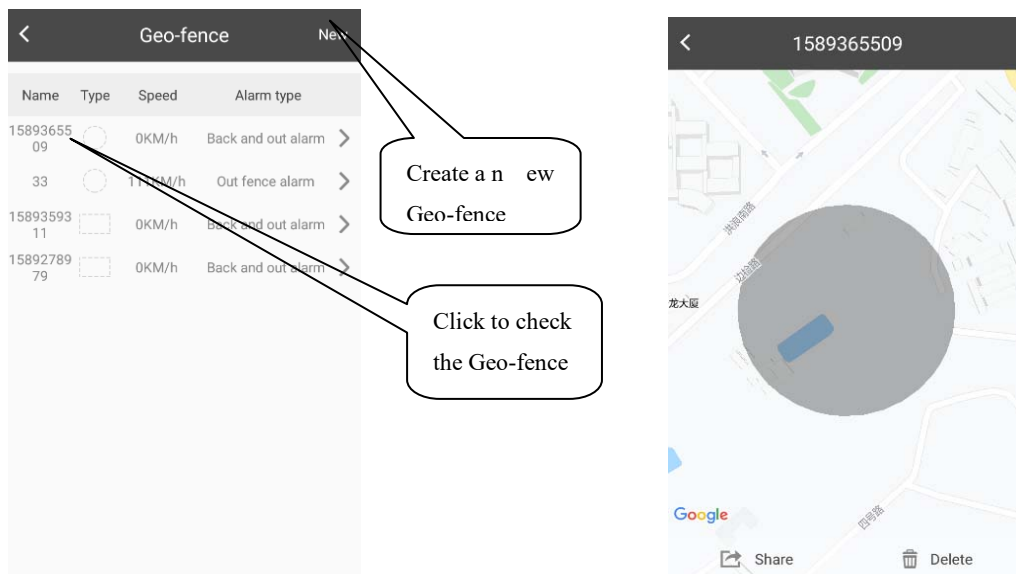 Geo-fence New
Name Type Speed Alarm type
15893655
09
0KM/h Back and out alarm
33 111KM/h Out fence alarm
15893593
11
0KM/h Back and out alarm
15892789
79
0KM/h Back and out alarm
Create a n ew
Geo-fence
Click to check
the Geo-fence
1589365509
洪浪南路
边检路
龙大厦
四号路
Google
Share Delete